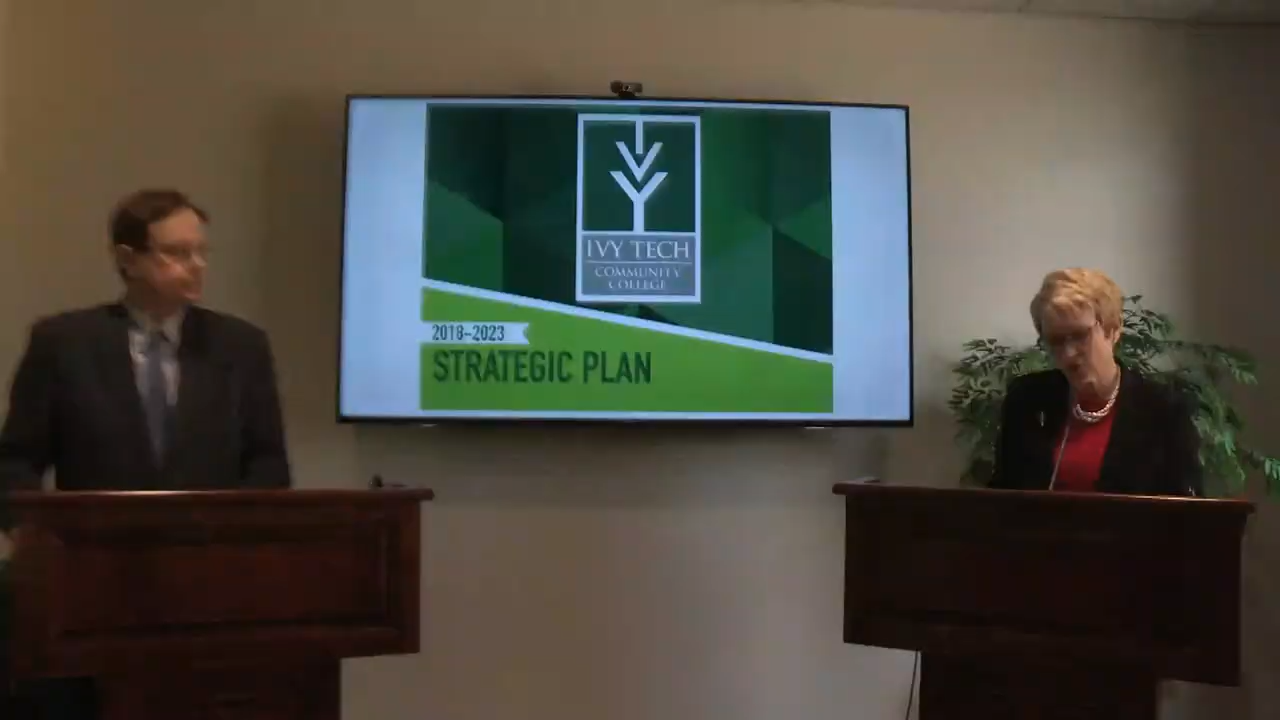 IVY TECH
COMMUNITY
COLLEGE
2018-2023
STRATEGIC PLAN